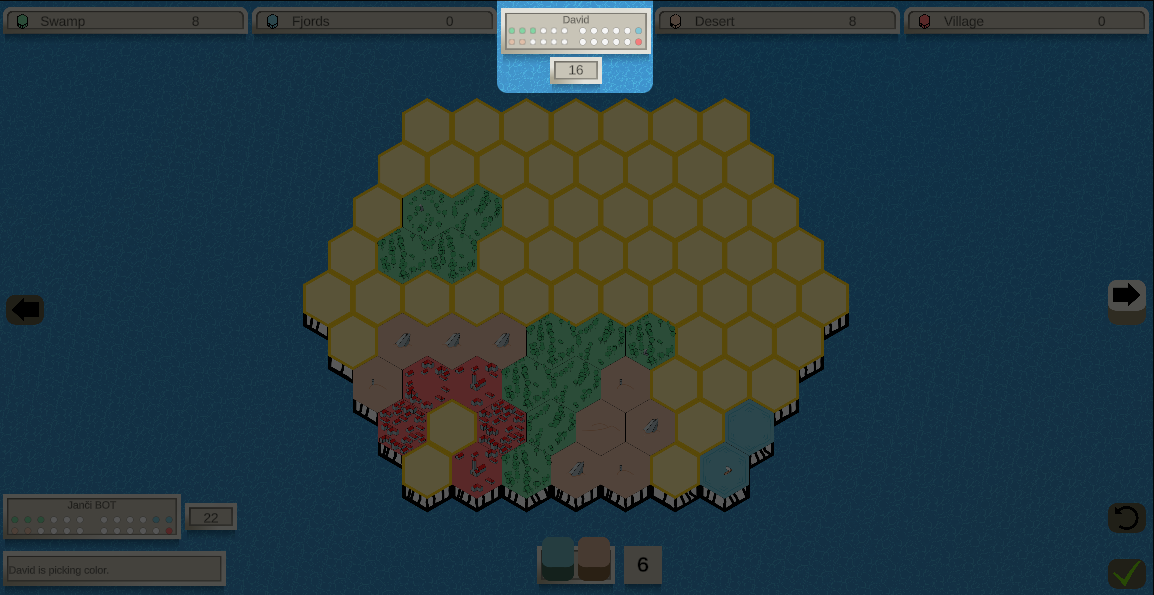 Swamp 8
Fjords 0
David
16
Desert 8
Village 0
Janči BOT
22
David is picking color.
6